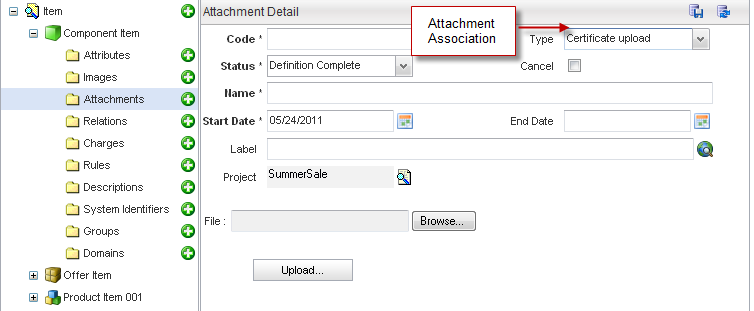 Item
Component Item
Attributes
Images
Attachments
Relations
Charges
Rules
Descriptions
System Identifiers
Groups
Domains
Offer Item
Product Item 001
Attachment Detail
Attachment
Association
Code *
Type Certificate upload
Status * Definition Complete
Cancel
Name *
Start Date * 05/24/2011
End Date
Label
Project SummerSale
File : Browse...
Upload...